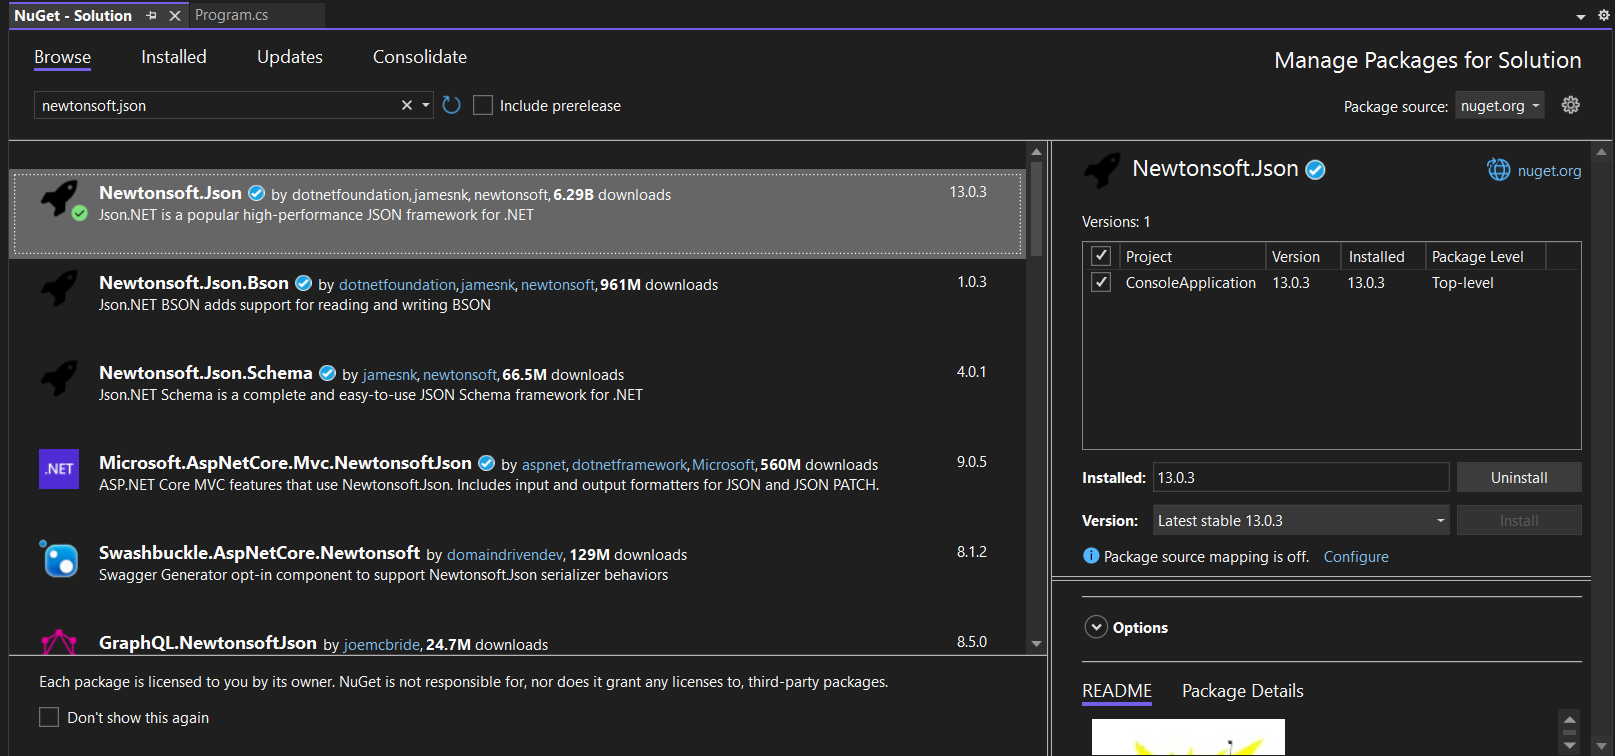 NuGet - Solution
Program.cs
Browse
Installed
Updates
Consolidate
Manage Packages for Solution
newtonsoft.json
Include prerelease
Package source: nuget.org
Newtonsoft.Json by dotnetfoundation, jamesnk, newtonsoft, 6.29B downloads
13.0.3
Json.NET is a popular high-performance JSON framework for .NET
Newtonsoft.Json.Bson by dotnetfoundation, jamesnk, newtonsoft, 961M downloads
1.0.3
Json.NET BSON adds support for reading and writing BSON
Newtonsoft.Json.Schema by jamesnk, newtonsoft, 66.5M downloads
4.0.1
Json.NET Schema is a complete and easy-to-use JSON Schema framework for .NET
.NET
Microsoft.AspNetCore.Mvc.NewtonsoftJson by aspnet, dotnetframework, Microsoft, 560M downloads
9.0.5
ASP.NET Core MVC features that use Newtonsoft.Json. Includes input and output formatters for JSON and JSON PATCH.
Swashbuckle.AspNetCore.Newtonsoft by domaindrivendev, 129M downloads
8.1.2
Swagger Generator opt-in component to support Newtonsoft.Json serializer behaviors
GraphQL.NewtonsoftJson by joemcbride, 24.7M downloads
8.5.0
Each package is licensed to you by its owner. NuGet is not responsible for, nor does it grant any licenses to, third-party packages.
Don't show this again
Newtonsoft.Json
nuget.org
Versions: 1
Project Version Installed Package Level
ConsoleApplication 13.0.3 13.0.3 Top-level
Installed: 13.0.3 Uninstall
Version: Latest stable 13.0.3 Install
Package source mapping is off. Configure
Options
README Package Details